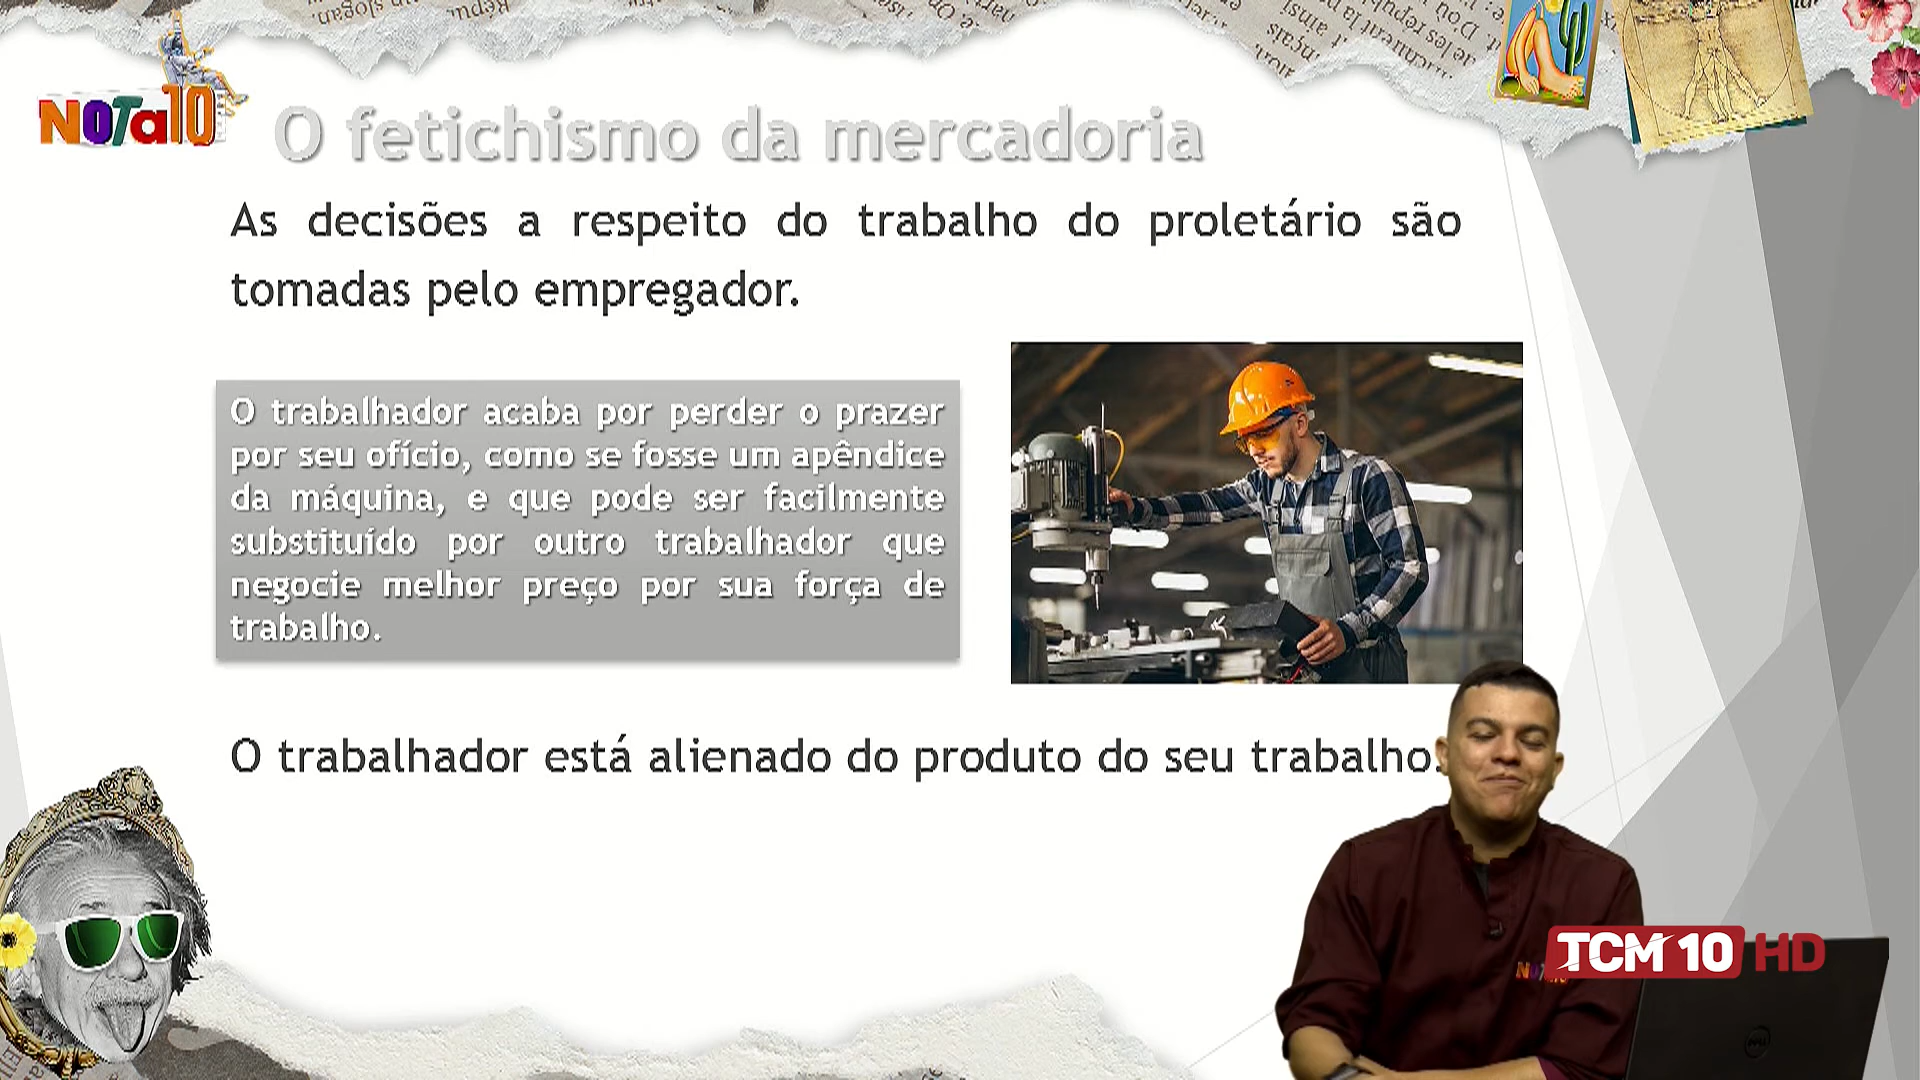 NOTa10
O fetichismo da mercadoria
As decisões a respeito do trabalho do proletário são
tomadas pelo empregador.
O trabalhador acaba por perder o prazer
por seu ofício, como se fosse um apêndice
da máquina, e que pode ser facilmente
substituído por outro trabalhador que
negocie melhor preço por sua força de
trabalho.
O trabalhador está alienado do produto do seu trabalho.
TCM 10 HD